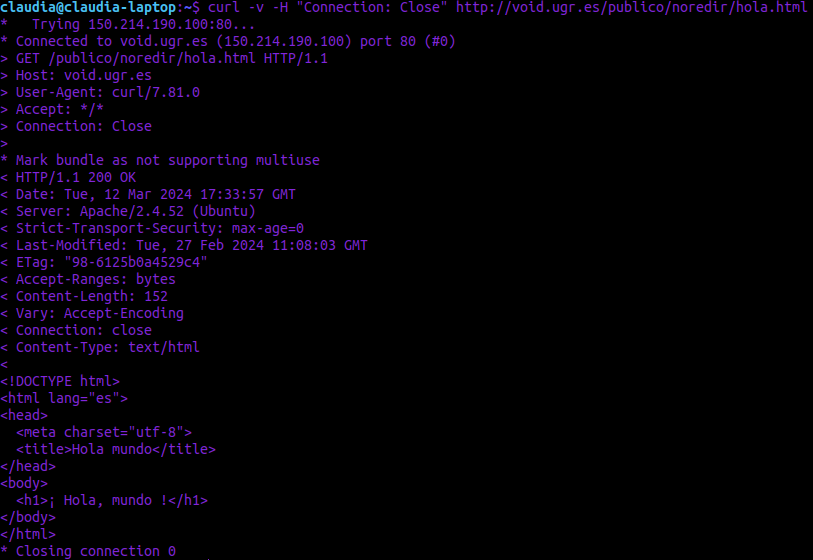 claudia@claudia-laptop:~$ curl -v -H "Connection: Close" http://void.ugr.es/publico/noredir/hola.html
*   Trying 150.214.190.100:80...
* Connected to void.ugr.es (150.214.190.100) port 80 (#0)
> GET /publico/noredir/hola.html HTTP/1.1
> Host: void.ugr.es
> User-Agent: curl/7.81.0
> Accept: */*
> Connection: Close
>
* Mark bundle as not supporting multiuse
< HTTP/1.1 200 OK
< Date: Tue, 12 Mar 2024 17:33:57 GMT
< Server: Apache/2.4.52 (Ubuntu)
< Strict-Transport-Security: max-age=0
< Last-Modified: Tue, 27 Feb 2024 11:08:03 GMT
< ETag: "98-6125b0a4529c4"
< Accept-Ranges: bytes
< Content-Length: 152
< Vary: Accept-Encoding
< Connection: close
< Content-Type: text/html
<
<!DOCTYPE html>
<html lang="es">
<head>
  <meta charset="utf-8">
  <title>Hola mundo</title>
</head>
<body>
  <h1>¡ Hola, mundo !</h1>
</body>
</html>
* Closing connection 0